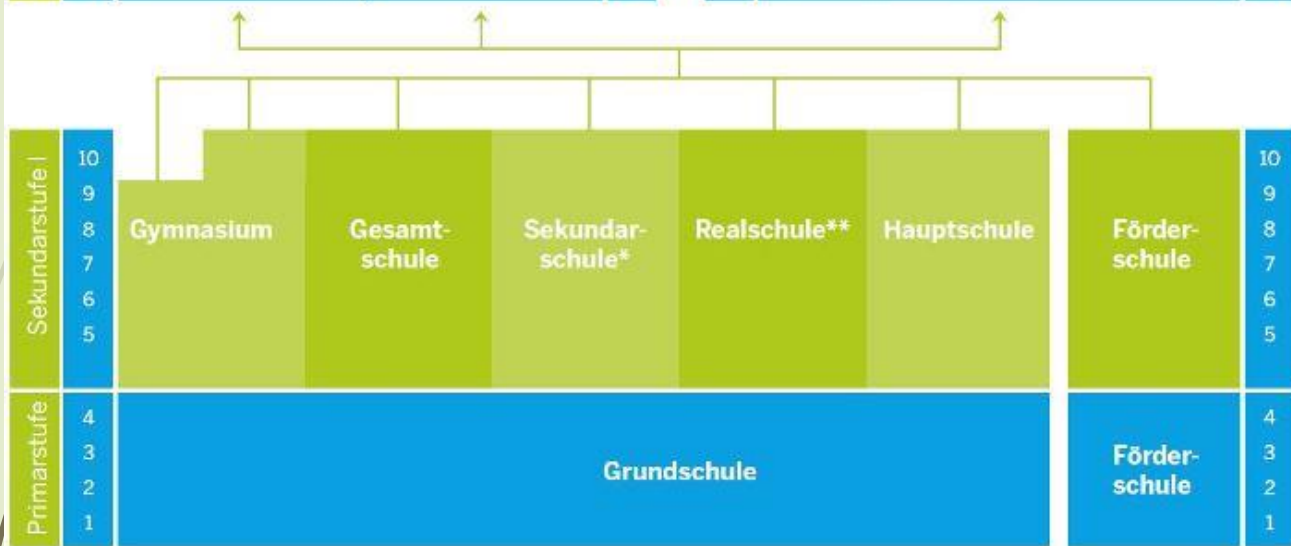 Sekundarstufe I
10
9
8
7
6
5
Gymnasium
Gesamt-
schule
Sekundar-
schule*
Realschule**
Hauptschule
Förder-
schule
10
9
8
7
6
5
Primarstufe
4
3
2
1
Grundschule
Förder-
schule
4
3
2
1